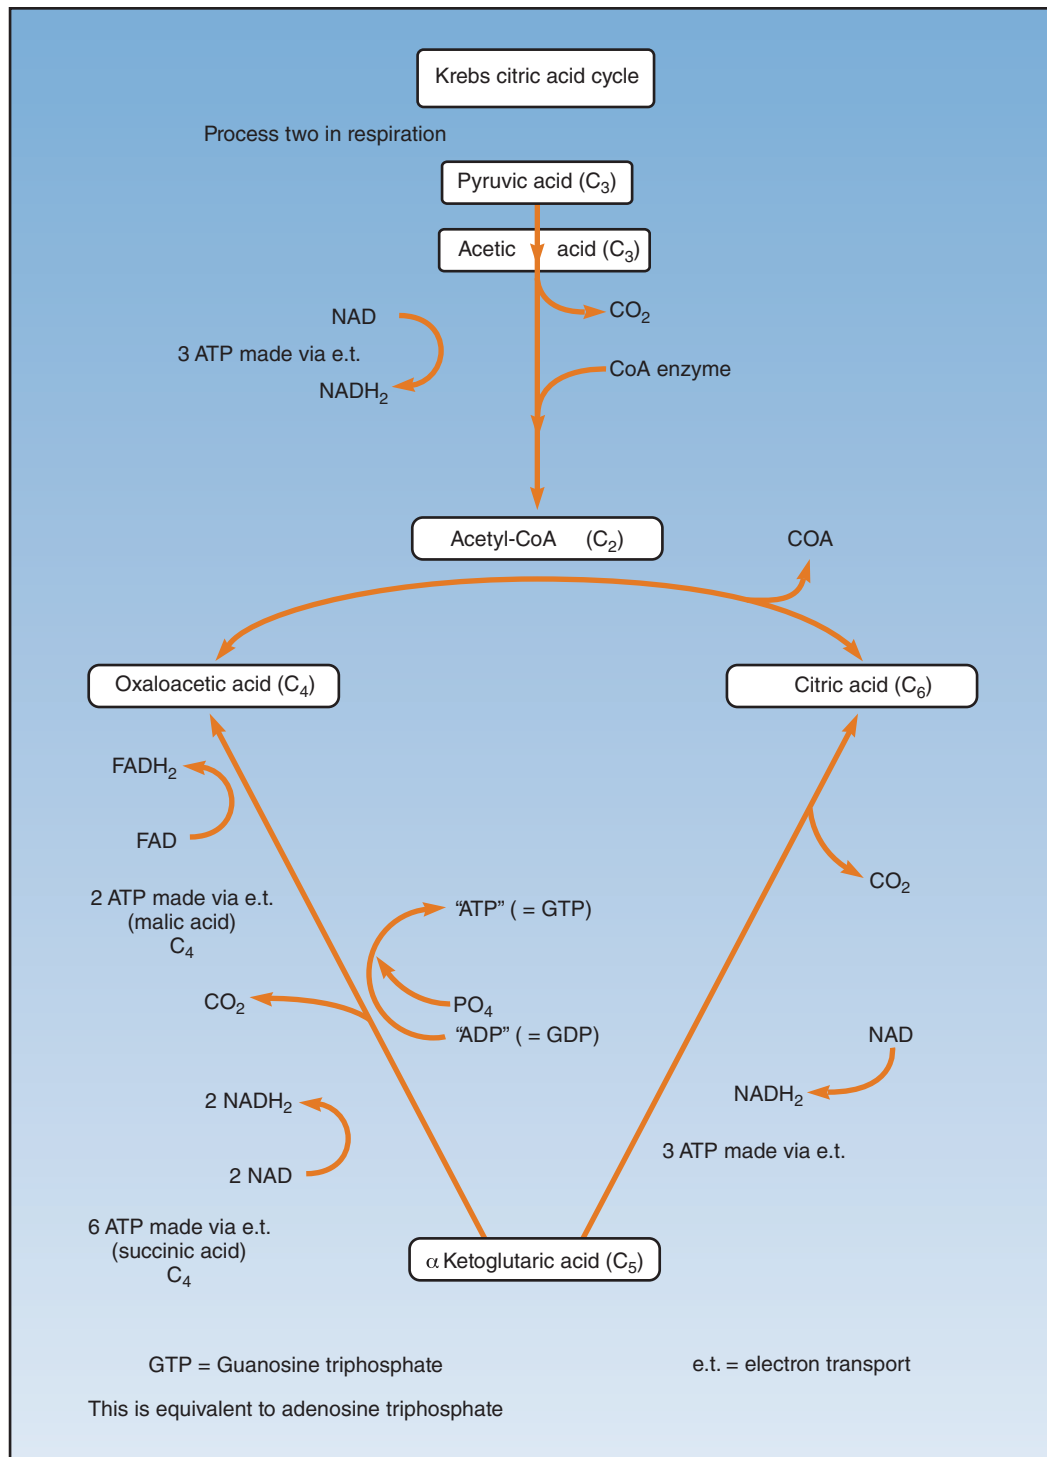 Krebs citric acid cycle
Process two in respiration
Pyruvic acid (C₃)
Acetic acid (C₃)
CO₂
NAD
3 ATP made via e.t.
CoA enzyme
NADH₂
Acetyl-CoA (C₂)
COA
Oxaloacetic acid (C₄)
Citric acid (C₆)
FADH₂
FAD
CO₂
2 ATP made via e.t.
(malic acid)
C₄
“ATP” ( = GTP)
CO₂
PO₄
“ADP” ( = GDP)
NAD
NADH₂
2 NADH₂
3 ATP made via e.t.
2 NAD
6 ATP made via e.t.
(succinic acid)
C₄
α Ketoglutaric acid (C₅)
GTP = Guanosine triphosphate
e.t. = electron transport
This is equivalent to adenosine triphosphate